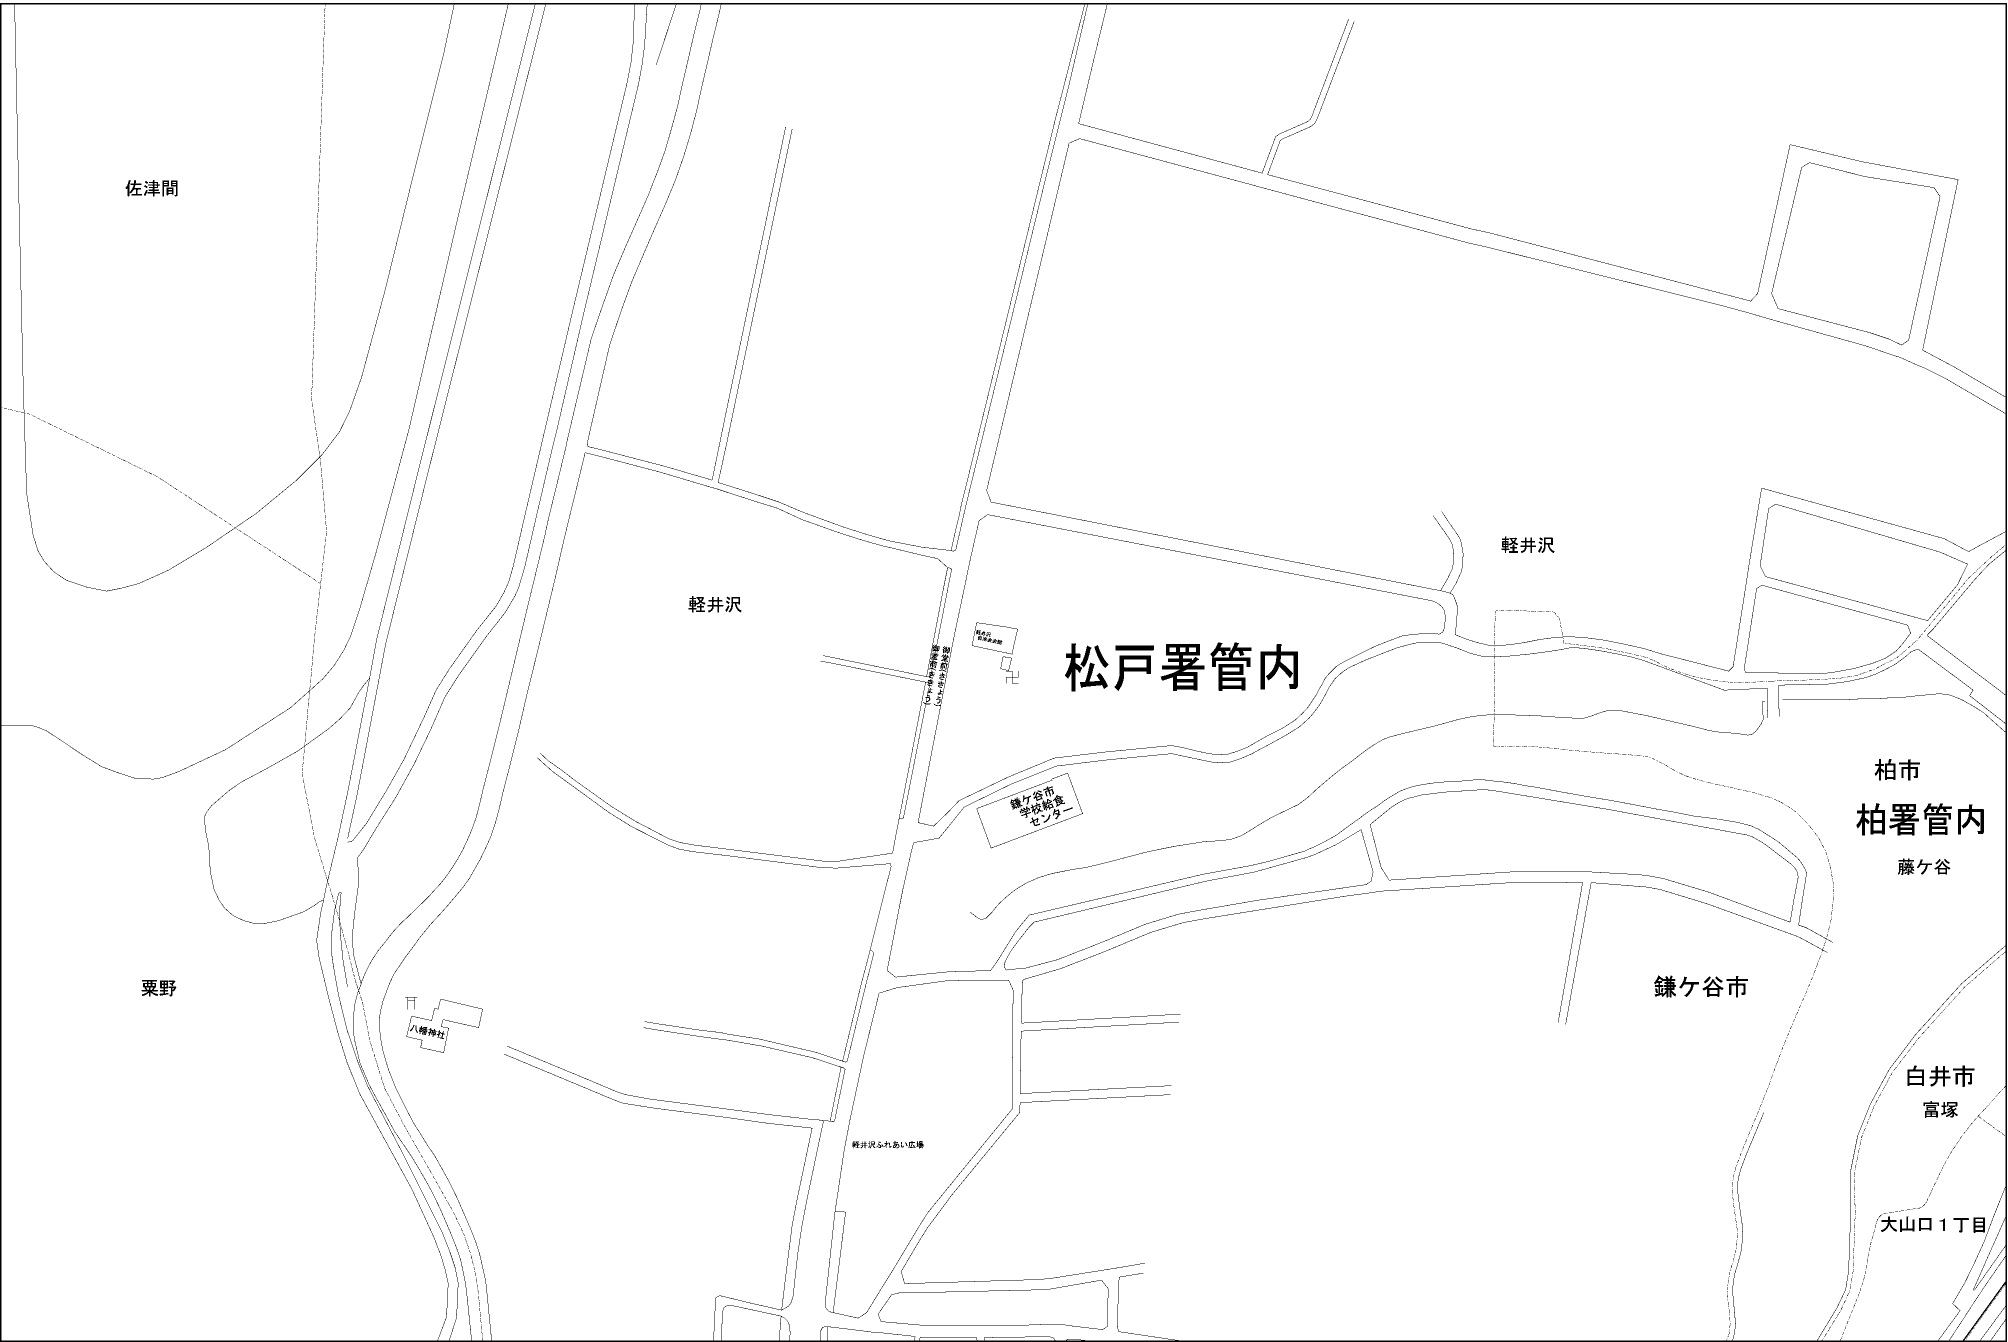 佐津間
軽井沢
軽井沢
松戸署管内
柏市
鎌ケ谷市
学校給食
センター
柏署管内
藤ケ谷
粟野
鎌ケ谷市
八幡神社
白井市
富塚
軽井沢ふれあい広場
大山口１丁目